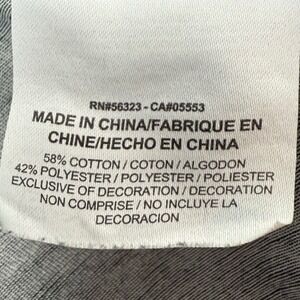 RN#56323 - CA#05553
MADE IN CHINA/FABRIQUE EN
CHINE/HECHO EN CHINA
58% COTTON / COTON / ALGODON
42% POLYESTER / POLYESTER / POLIESTER
EXCLUSIVE OF DECORATION / DECORATION
NON COMPRISE / NO INCLUYE LA
DECORACION